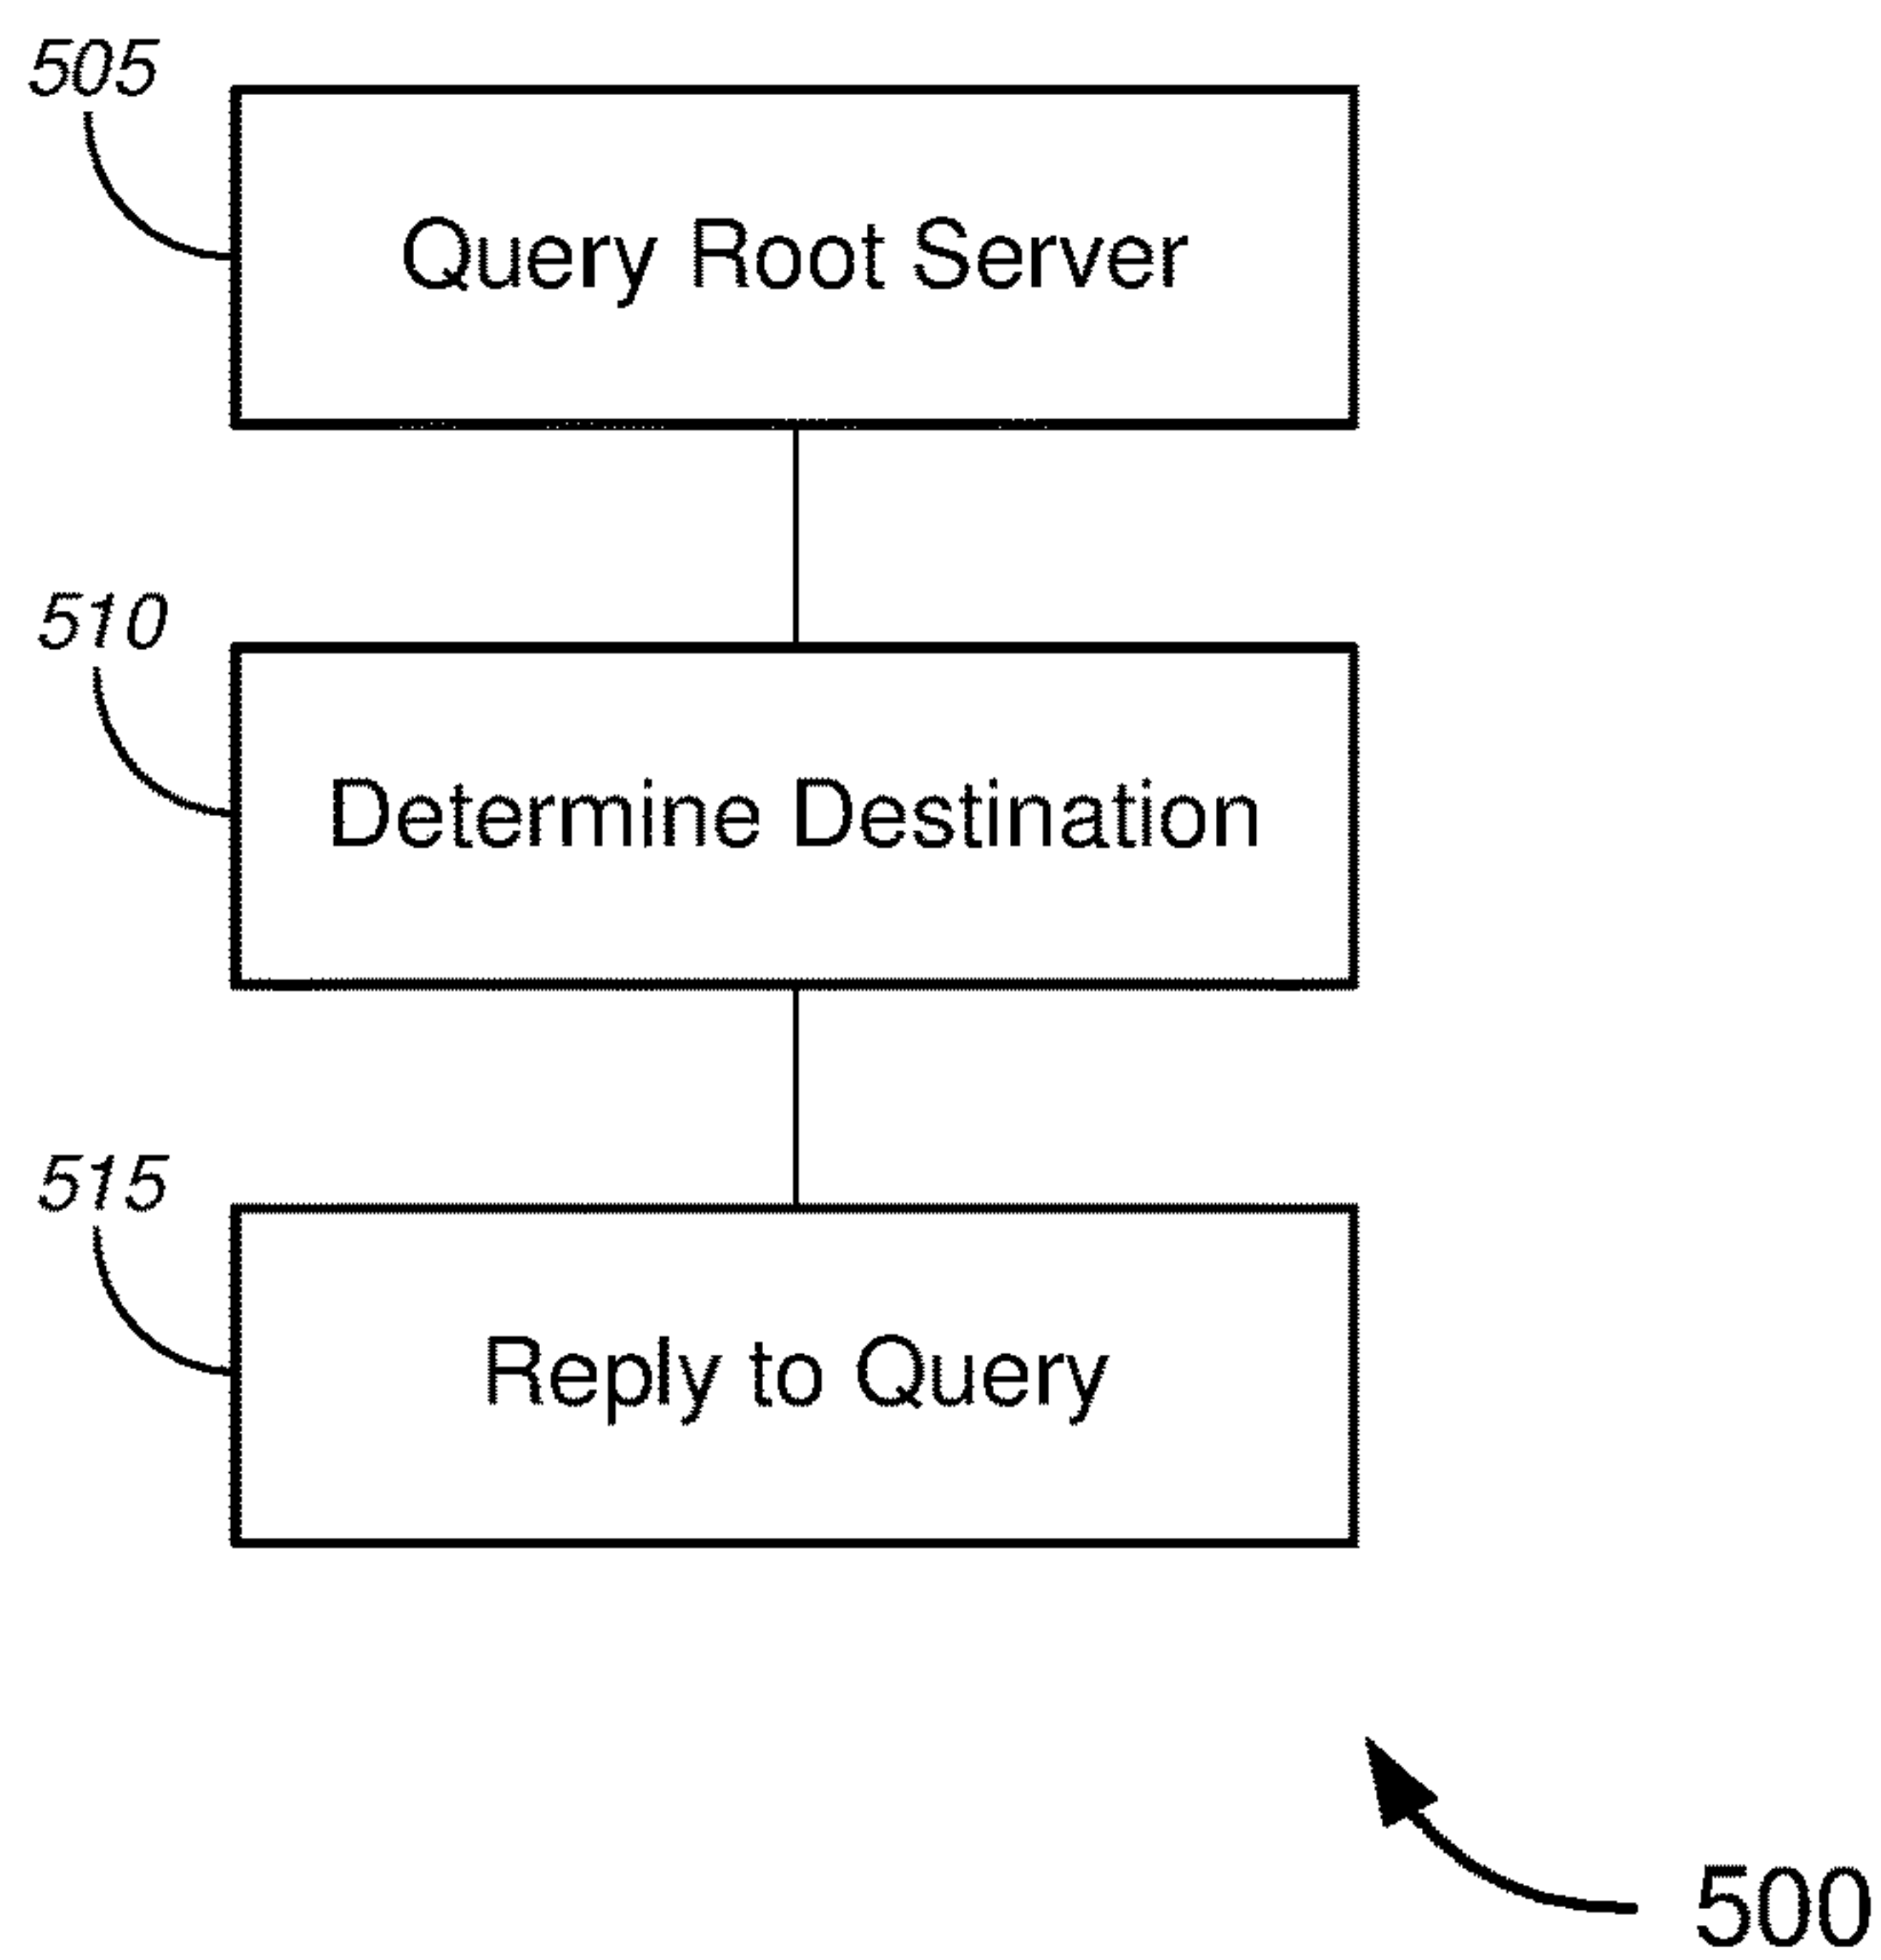 505
Query Root Server
510
Determine Destination
515
Reply to Query
500